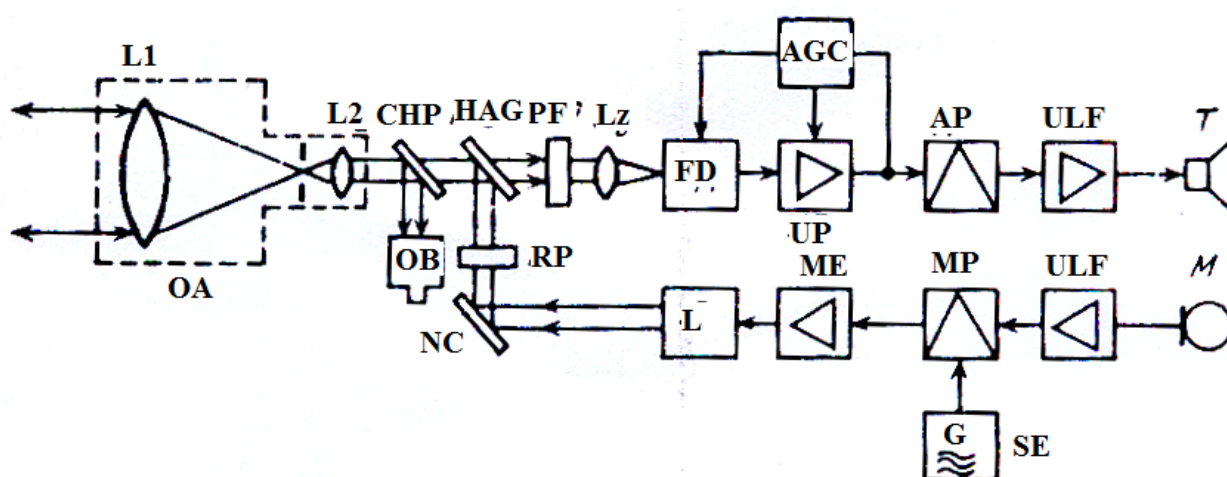 AGC
L1
L2 CHP HAG PF Lz
AP ULF T
FD
UP
OB RP
OA
ME MP ULF M
NC
L
G SE